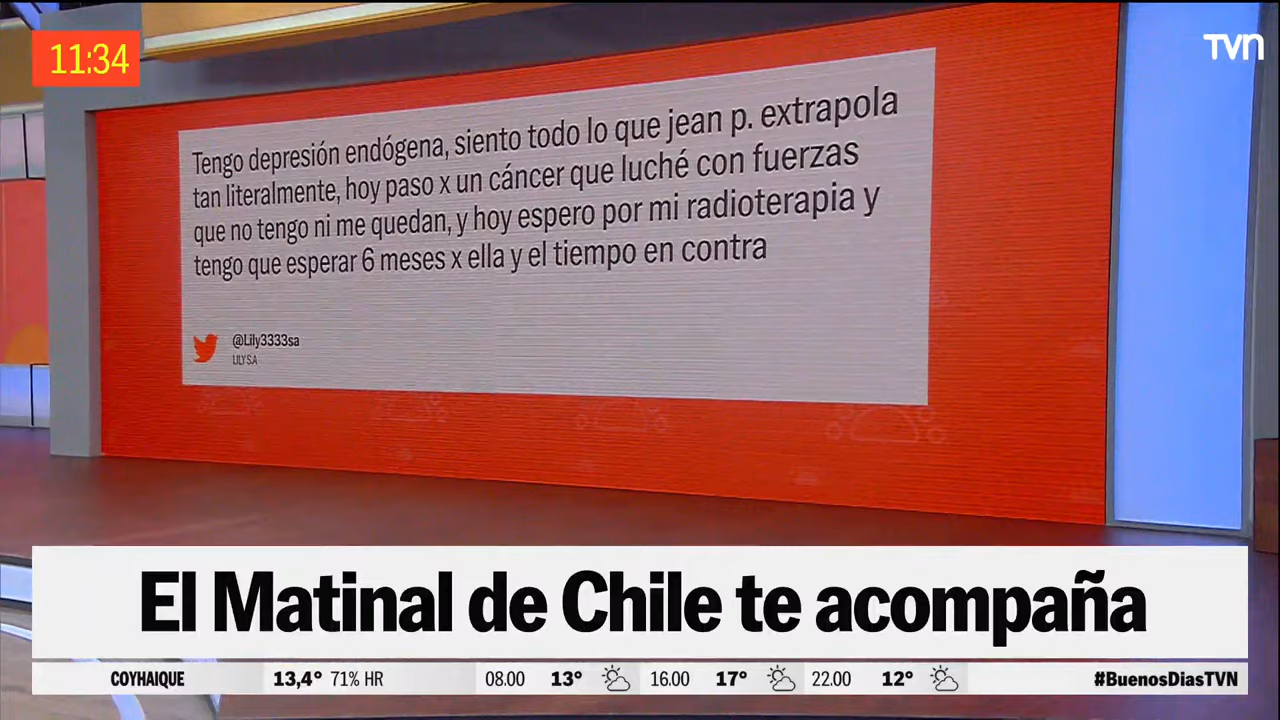 11:34
TVN
Tengo depresión endógena, siento todo lo que jean p. extrapola
tan literalmente, hoy paso x un cáncer que luché con fuerzas
que no tengo ni me quedan, y hoy espero por mi radioterapia y
tengo que esperar 6 meses x ella y el tiempo en contra
@Lily3333sa
LILY S.A
El Matinal de Chile te acompaña
COYHAIQUE 13,4° 71% HR 08.00 13° 16.00 17° 22.00 12° #BuenosDiasTVN